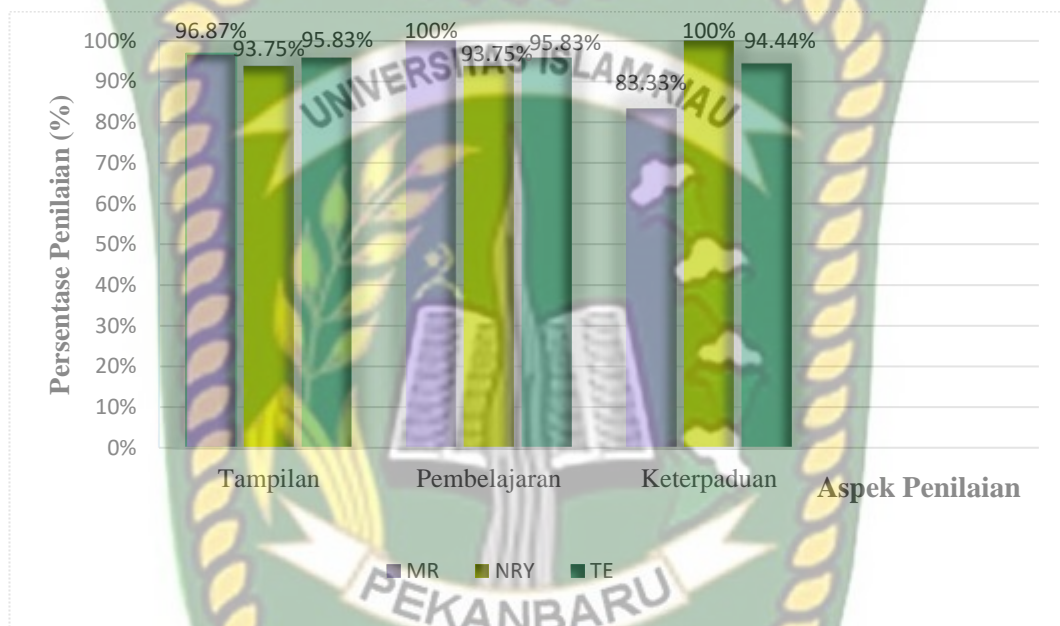 96.87% 93.75% 95.83% 100% 93.75% 95.83% 83.33% 100% 94.44%
100%
90%
80%
70%
60%
50%
40%
30%
20%
10%
0%
Persentase Penilaian (%)
UNIVERSITAS ISLAM RIAU
Tampilan Pembelajaran Keterpaduan
Aspek Penilaian
MR NRY TE
PEKANBARU